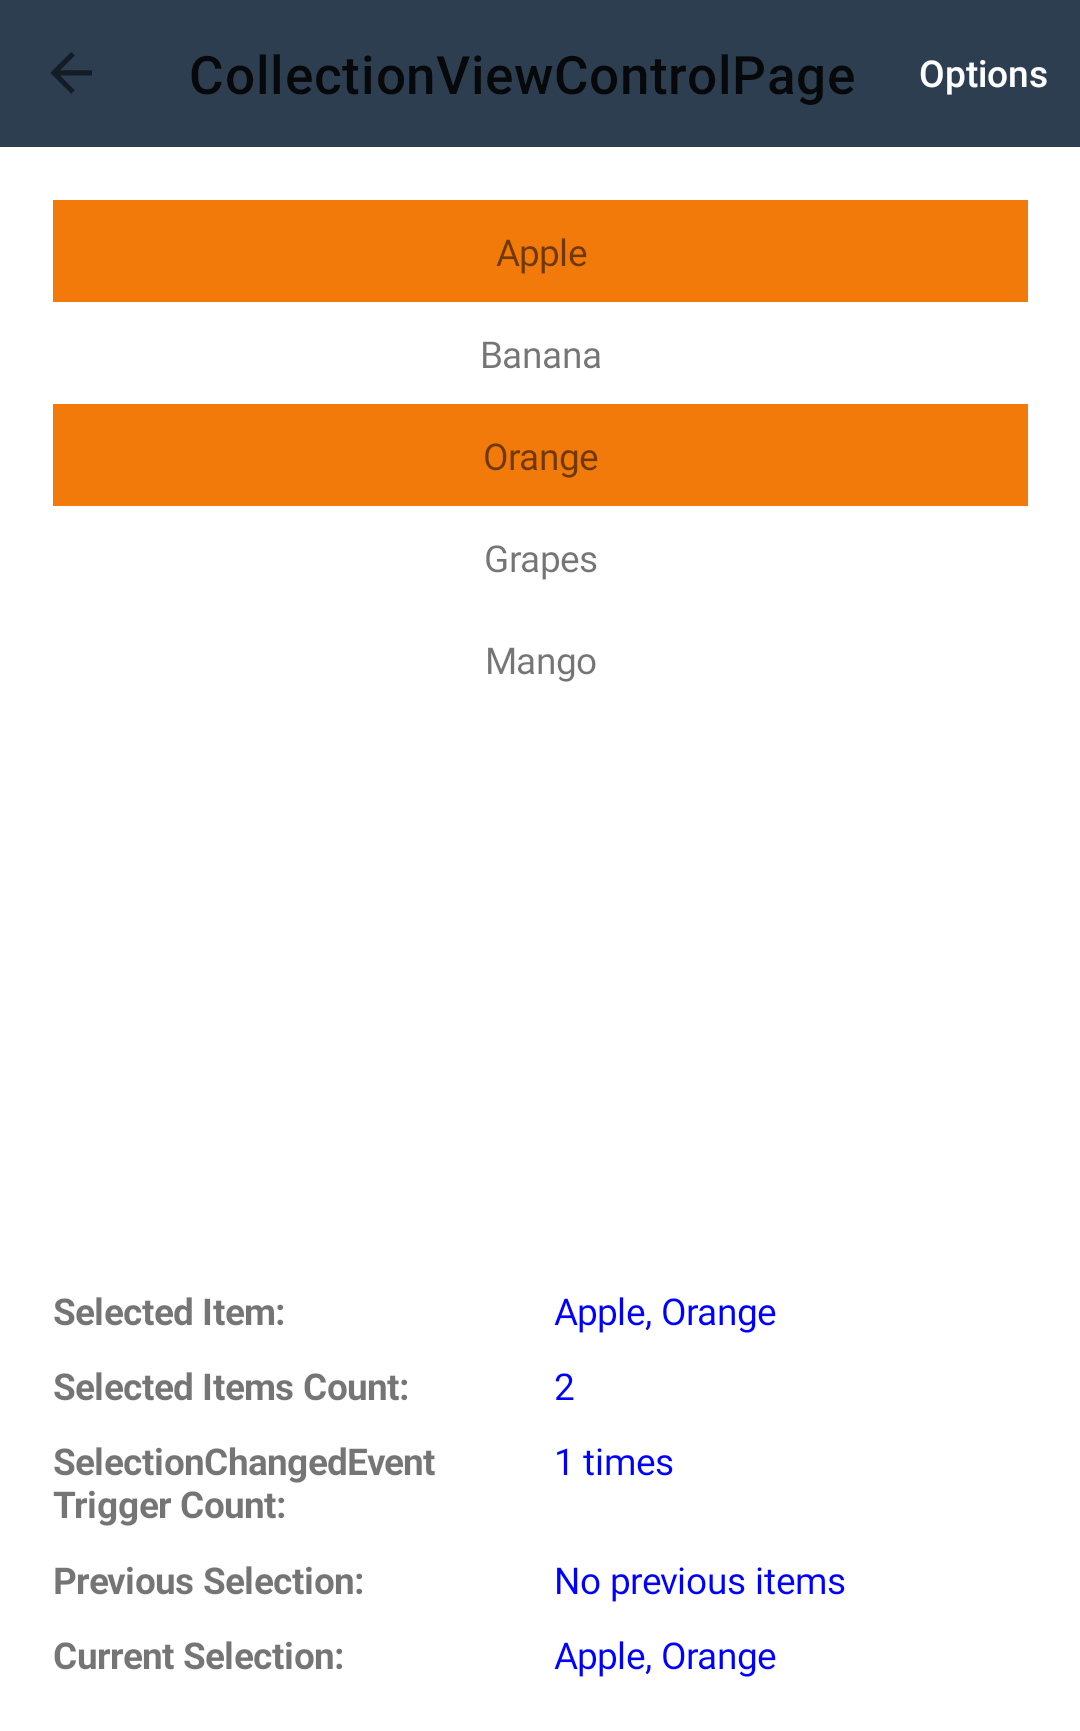 CollectionViewControlPage
Options
Apple
Banana
Orange
Grapes
Mango
Selected Item: Apple, Orange
Selected Items Count: 2
SelectionChangedEvent 1 times
Trigger Count:
Previous Selection: No previous items
Current Selection: Apple, Orange